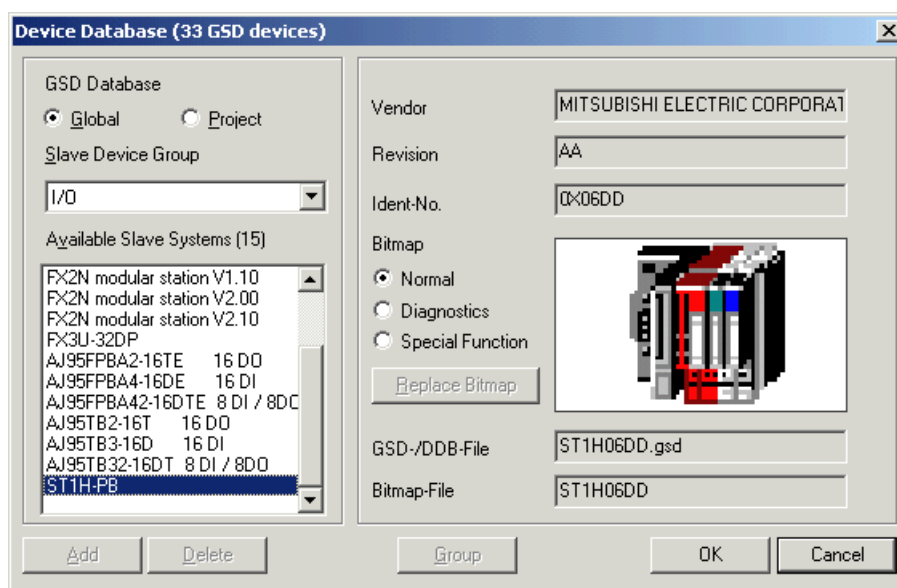 Device Database (33 GSD devices)
GSD Database
Global
Project
Slave Device Group
I/O
Available Slave Systems (15)
FX2N modular station V1.10
FX2N modular station V2.00
FX2N modular station V2.10
FX3U-32DP
AJ95FPBA2-16TE 16 DO
AJ95FPBA4-16DE 16 DI
AJ95FPBA42-16DTE 8 DI / 8DO
AJ95TB2-16T 16 DO
AJ95TB3-16D 16 DI
AJ95TB32-16DT 8 DI / 8DO
ST1H-PB
Vendor
MITSUBISHI ELECTRIC CORPORAT
Revision
AA
Ident-No.
0X06DD
Bitmap
Normal
Diagnostics
Special Function
Replace Bitmap
GSD-/DDB-File
ST1H06DD.gsd
Bitmap-File
ST1H06DD
Add
Delete
Group
OK
Cancel